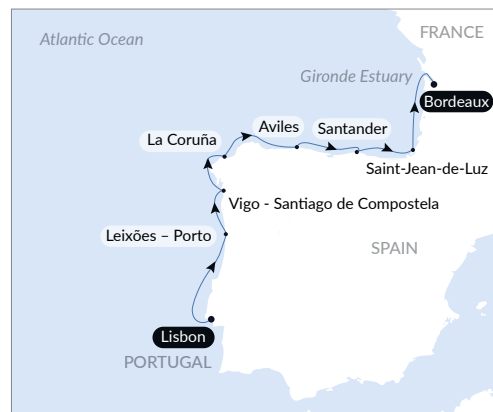 FRANCE
Atlantic Ocean
Gironde Estuary
Bordeaux
Aviles
Santander
La Coruña
Saint-Jean-de-Luz
Vigo - Santiago de Compostela
Leixões – Porto
SPAIN
Lisbon
PORTUGAL